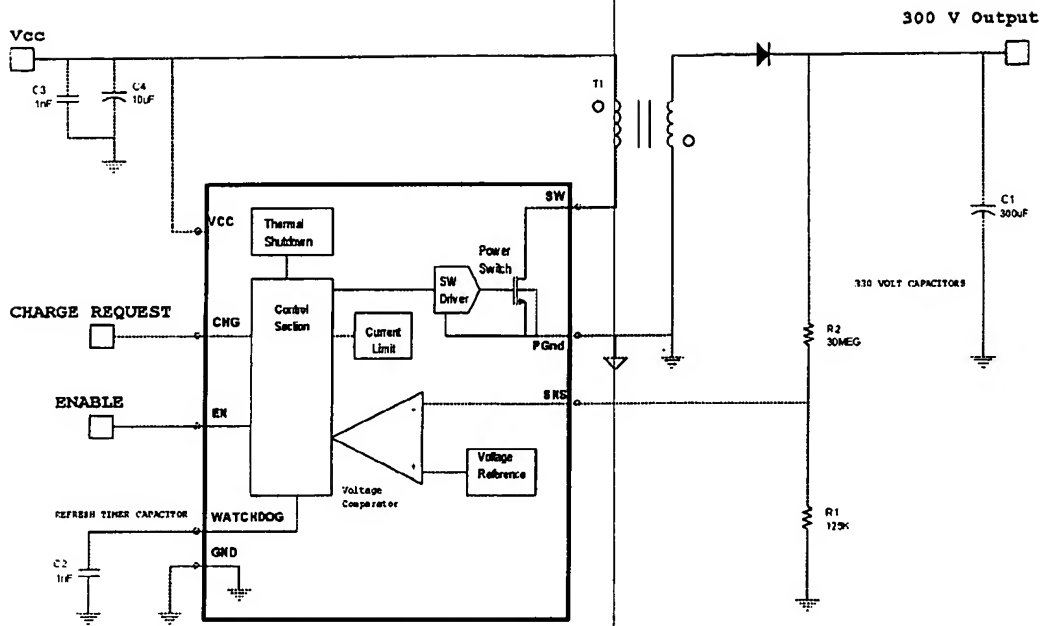 300 V Output
Vcc
C3
1nF
C4
10uF
T1
SW
VCC
Thermal
Shutdown
Power
Switch
C1
300uF
SW
Driver
330 VOLT CAPACITORS
CHARGE REQUEST
CHG
Control
Section
Current
Limit
PGnd
R2
30MEG
ENABLE
EN
SNS
-
+
Voltage
Reference
Voltage
Comparator
REFRESH TIMER CAPACITOR
WATCHDOG
R1
125K
C2
1nF
GND